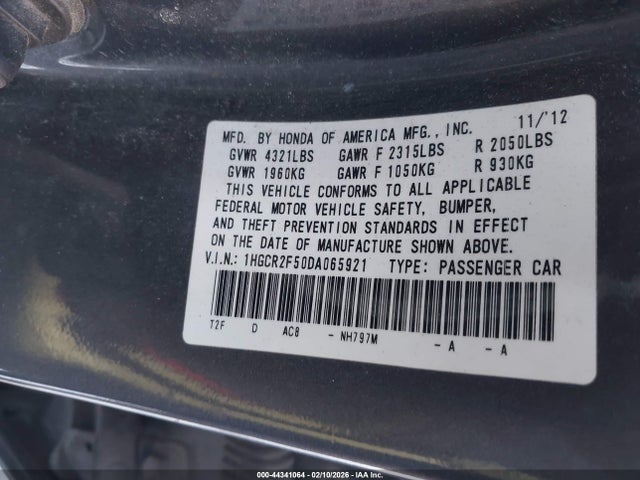 11/'12
MFD. BY HONDA OF AMERICA MFG., INC.
GVWR 4321LBS GAWR F 2315LBS R 2050LBS
GVWR 1960KG GAWR F 1050KG R 930KG
THIS VEHICLE CONFORMS TO ALL APPLICABLE
FEDERAL MOTOR VEHICLE SAFETY, BUMPER,
AND THEFT PREVENTION STANDARDS IN EFFECT
ON THE DATE OF MANUFACTURE SHOWN ABOVE.
V.I.N.: 1HGCR2F50DA065921 TYPE: PASSENGER CAR
T2F D AC8 - NH797M - A - A
000-44341064 - 02/10/2026 - IAAI.COM